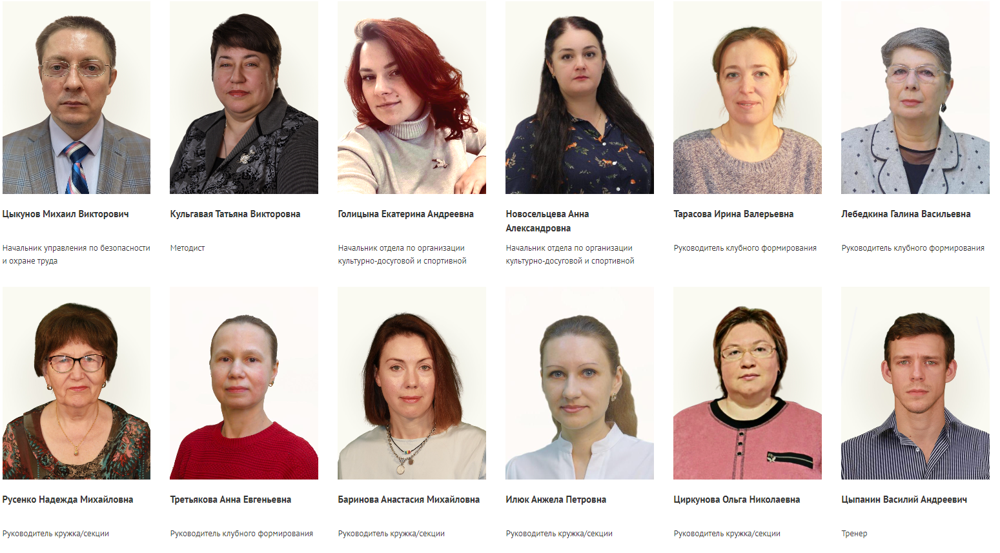 Цыкунов Михаил Викторович
Начальник управления по безопасности
и охране труда
Кульгавая Татьяна Викторовна
Методист
Голицына Екатерина Андреевна
Начальник отдела по организации
культурно-досуговой и спортивной
Новосельцева Анна
Александровна
Начальник отдела по организации
культурно-досуговой и спортивной
Тарасова Ирина Валерьевна
Руководитель клубного формирования
Лебедкина Галина Васильевна
Руководитель клубного формирования
Русенко Надежда Михайловна
Руководитель кружка/секции
Третьякова Анна Евгеньевна
Руководитель клубного формирования
Баринова Анастасия Михайловна
Руководитель кружка/секции
Илюк Анжела Петровна
Руководитель кружка/секции
Циркунова Ольга Николаевна
Руководитель кружка/секции
Цыпанин Василий Андреевич
Тренер